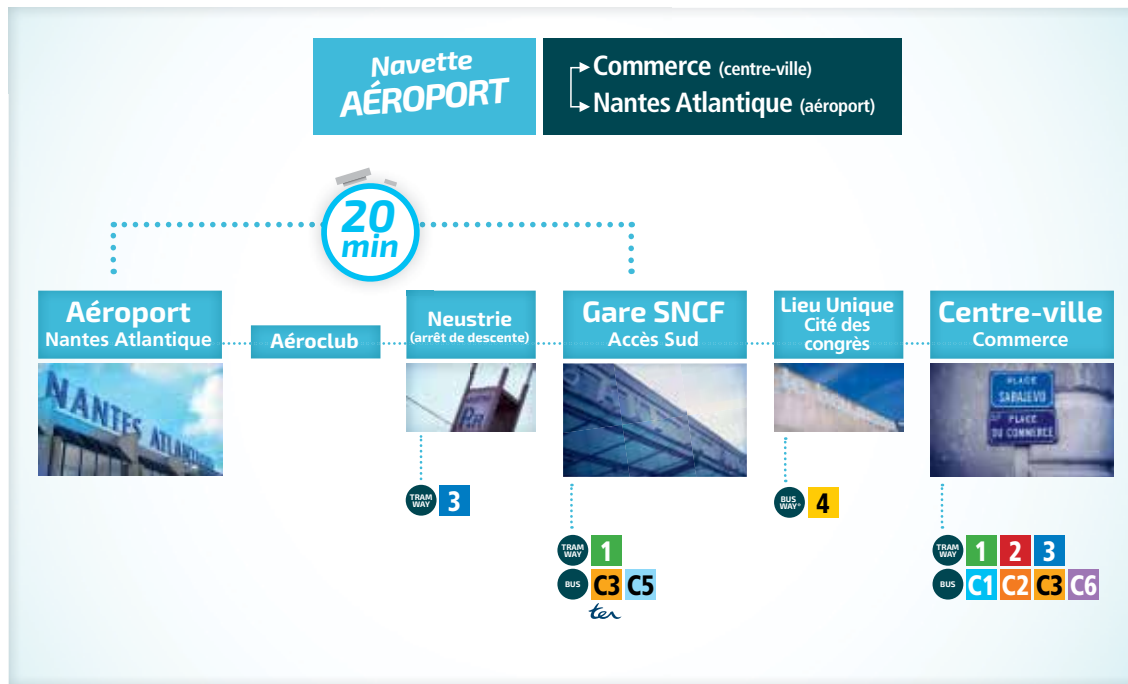 Navette
AÉROPORT
Commerce (centre-ville)
Nantes Atlantique (aéroport)
20
min
Aéroport
Nantes Atlantique
Aéroclub
Neustrie
(arrêt de descente)
Gare SNCF
Accès Sud
Lieu Unique
Cité des
congrès
Centre-ville
Commerce
NANTES ATLANTIQUE
P+R
PLACE
SARAJEVO
PLACE
DU COMMERCE
TRAM
WAY
3
BUS
WAY®
4
TRAM
WAY
1
BUS
C3 C5
ter
TRAM
WAY
1 2 3
BUS
C1 C2 C3 C6